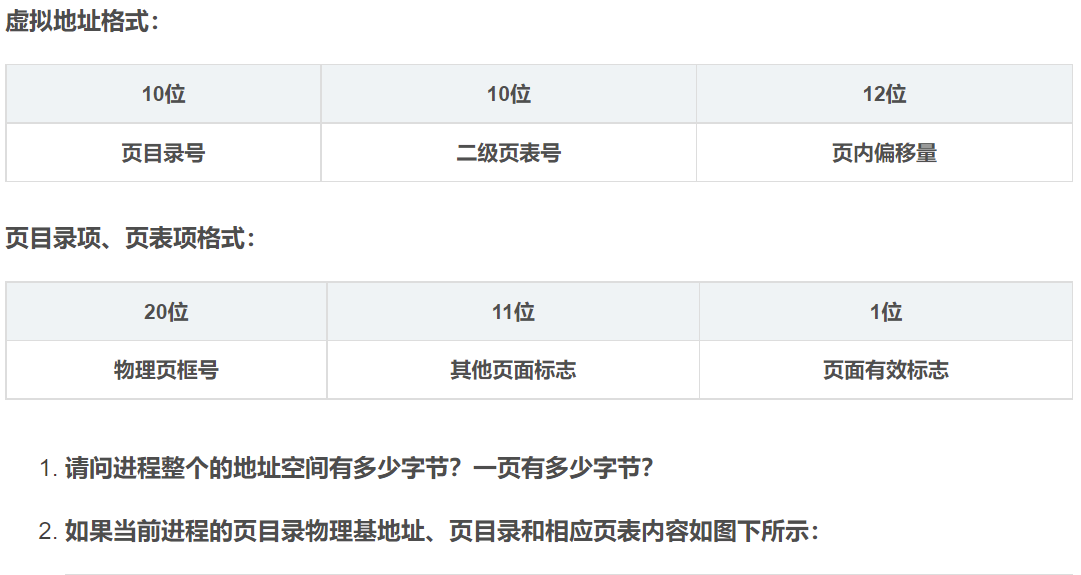 虚拟地址格式：
10位 10位 12位
页目录号 二级页表号 页内偏移量
页目录项、页表项格式：
20位 11位 1位
物理页框号 其他页面标志 页面有效标志
1. 请问进程整个的地址空间有多少字节？一页有多少字节？
2. 如果当前进程的页目录物理基地址、页目录和相应页表内容如图下所示：